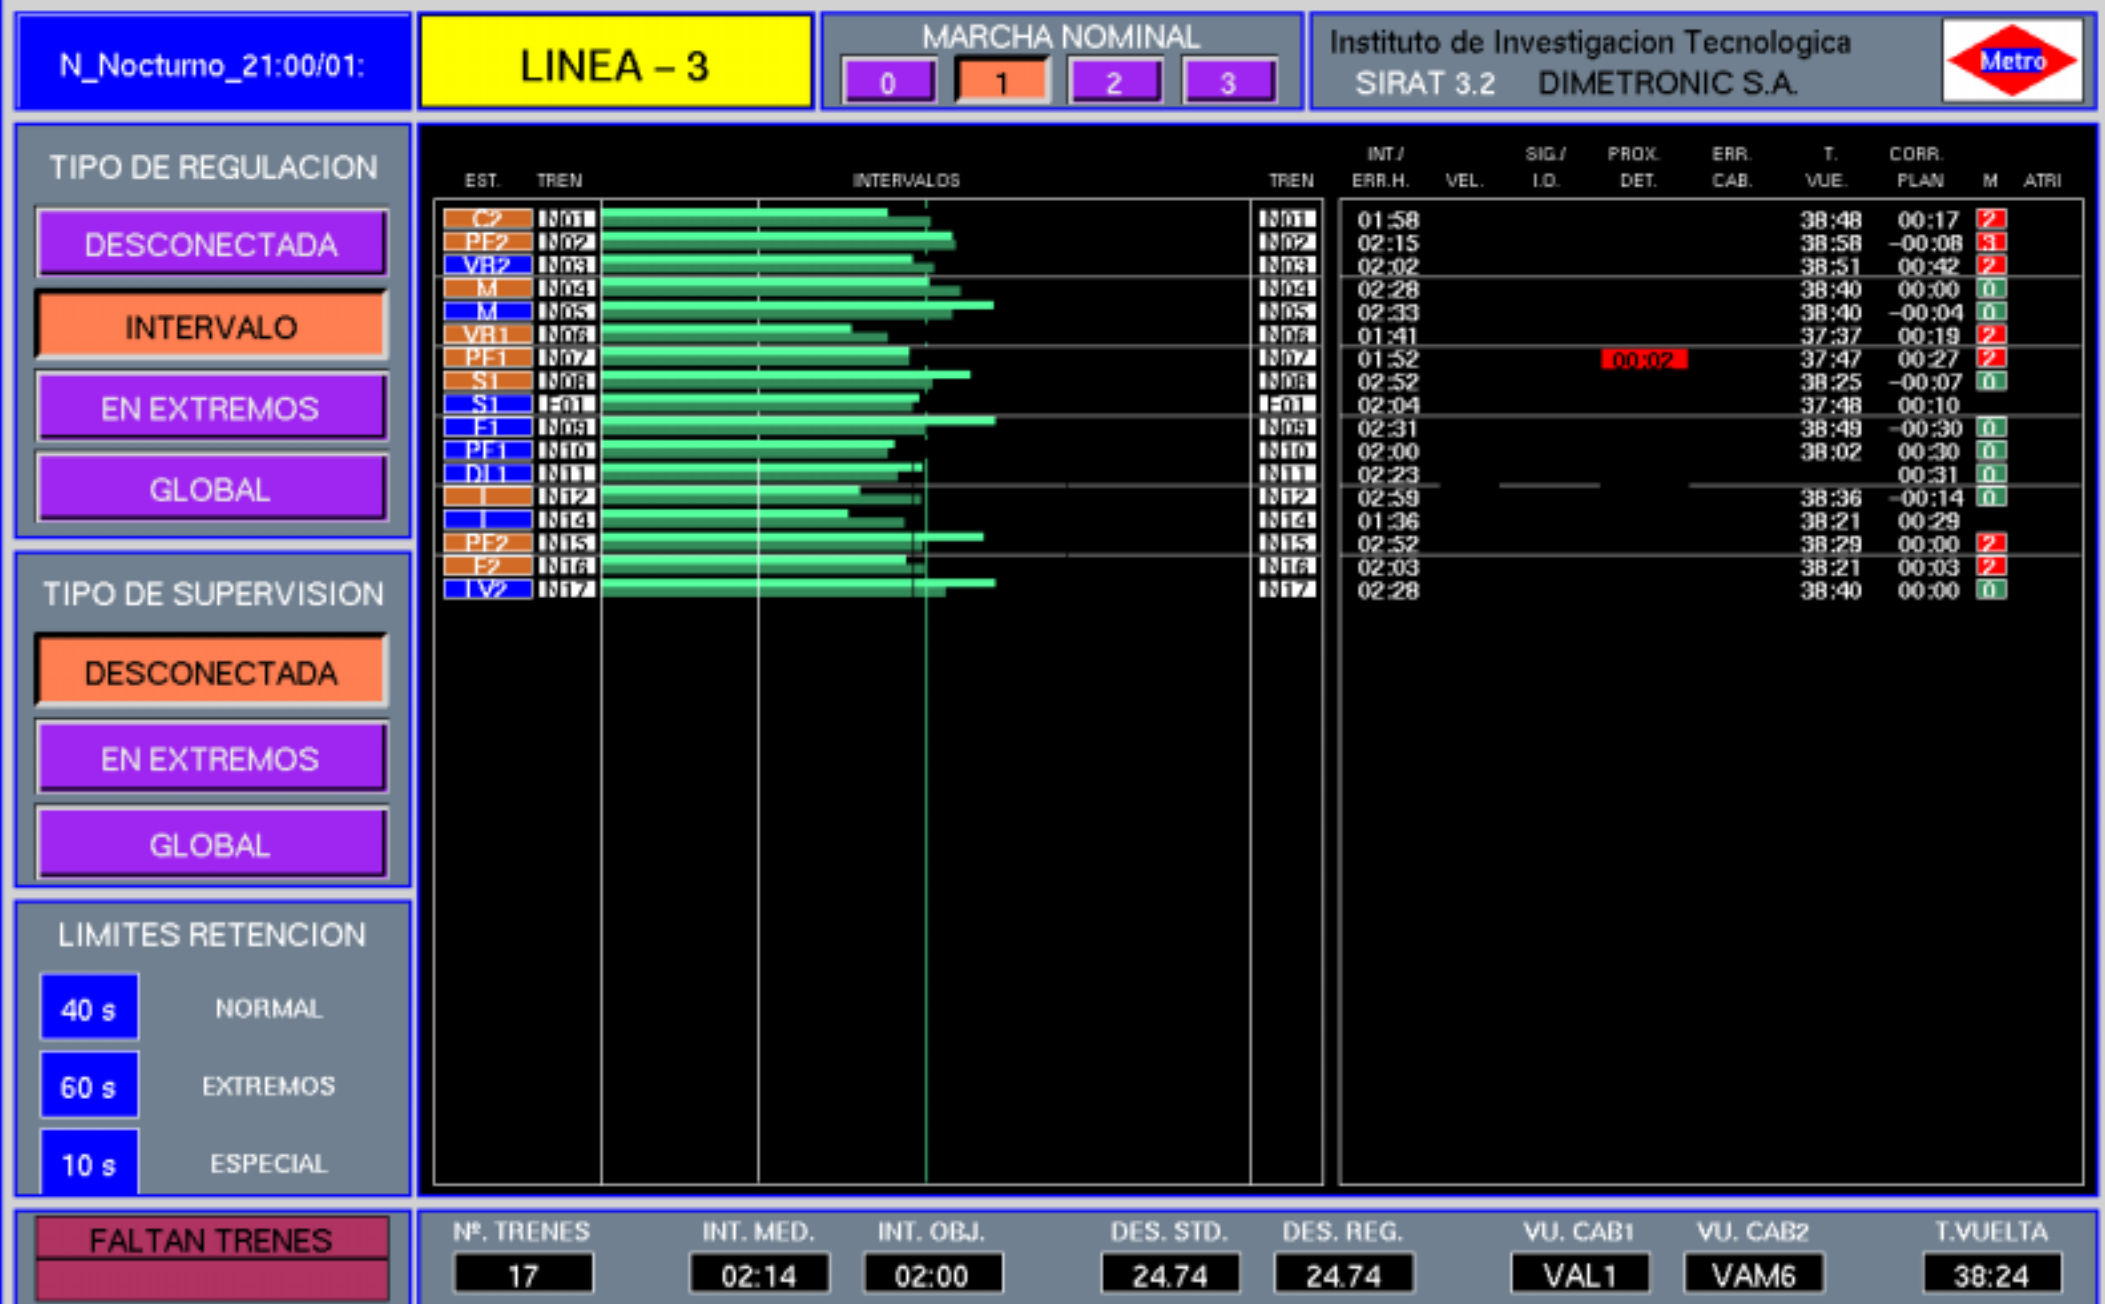 N_Nocturno_21:00/01:
LINEA – 3
MARCHA NOMINAL
0 1 2 3
Instituto de Investigacion Tecnologica
SIRAT 3.2 DIMETRONIC S.A.
Metro
TIPO DE REGULACION
DESCONECTADA
INTERVALO
EN EXTREMOS
GLOBAL
TIPO DE SUPERVISION
DESCONECTADA
EN EXTREMOS
GLOBAL
LIMITES RETENCION
40 s NORMAL
60 s EXTREMOS
10 s ESPECIAL
FALTAN TRENES
INT./ SIG./ PROX. ERR. T. CORR.
EST. TREN INTERVALOS TREN ERR.H. VEL. I.O. DET. CAB. VUE. PLAN M ATRI
C2 N01 N01 01:58 38:48 00:17 2
PF2 N02 N02 02:15 38:58 -00:08 3
VR2 N03 N03 02:02 38:51 00:42 2
M N04 N04 02:28 38:40 00:00 0
M N05 N05 02:33 38:40 -00:04 0
VR1 N06 N06 01:41 37:37 00:19 2
PF1 N07 N07 01:52 00:02 37:47 00:27 2
S1 N08 N08 02:52 38:25 -00:07 0
S1 02:04 37:48 00:10
N09 N09 02:31 38:49 -00:30 0
PF1 N10 N10 02:00 38:02 00:30 0
DL1 N11 N11 02:23 00:31 0
N12 N12 02:59 38:36 -00:14 0
N14 N14 01:36 38:21 00:29
PF2 N15 N15 02:52 38:29 00:00 2
N16 N16 02:03 38:21 00:03 2
LV2 N17 N17 02:28 38:40 00:00 0
Nº. TRENES INT. MED. INT. OBJ. DES. STD. DES. REG. VU. CAB1 VU. CAB2 T.VUELTA
17 02:14 02:00 24.74 24.74 VAL1 VAM6 38:24